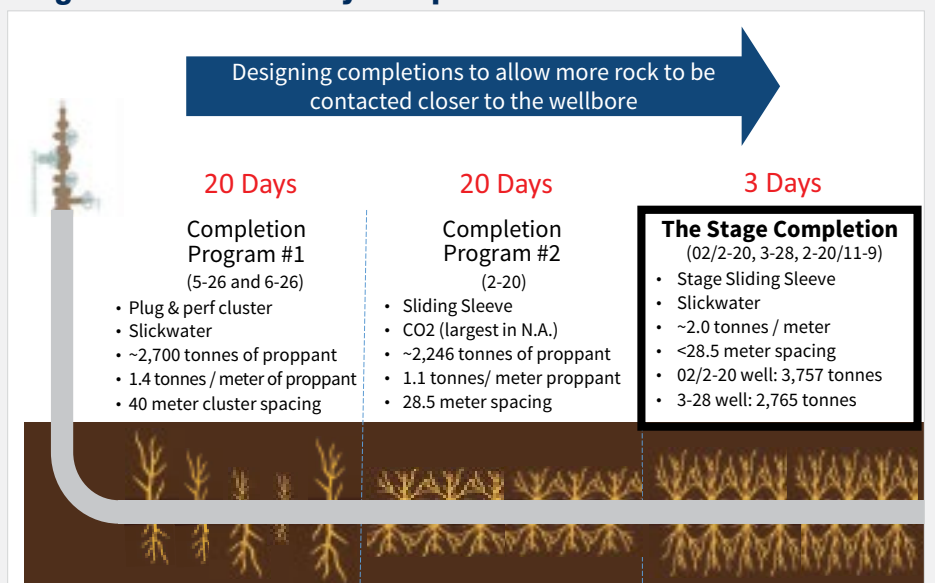 Designing completions to allow more rock to be
contacted closer to the wellbore
20 Days
Completion
Program #1
(5-26 and 6-26)
• Plug & perf cluster
• Slickwater
• ~2,700 tonnes of proppant
• 1.4 tonnes / meter of proppant
• 40 meter cluster spacing
20 Days
Completion
Program #2
(2-20)
• Sliding Sleeve
• CO2 (largest in N.A.)
• ~2,246 tonnes of proppant
• 1.1 tonnes/ meter proppant
• 28.5 meter spacing
3 Days
The Stage Completion
(02/2-20, 3-28, 2-20/11-9)
• Stage Sliding Sleeve
• Slickwater
• ~2.0 tonnes / meter
• <28.5 meter spacing
• 02/2-20 well: 3,757 tonnes
• 3-28 well: 2,765 tonnes